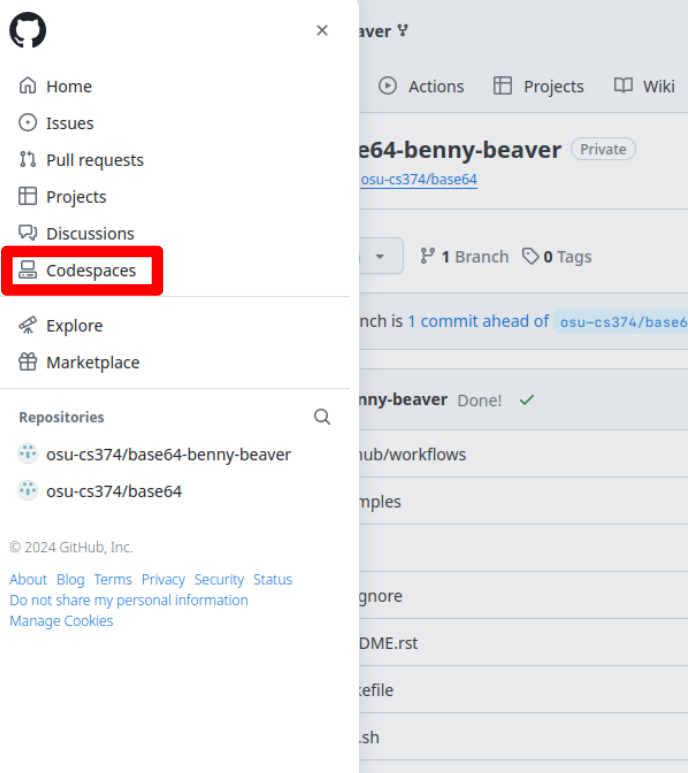 Home
Issues
Pull requests
Projects
Discussions
Codespaces
Explore
Marketplace
Repositories
osu-cs374/base64-benny-beaver
osu-cs374/base64
© 2024 GitHub, Inc.
About Blog Terms Privacy Security Status
Do not share my personal information
Manage Cookies
aver
Actions Projects Wiki
e64-benny-beaver Private
osu-cs374/base64
1 Branch 0 Tags
nch is 1 commit ahead of osu-cs374/base6
nny-beaver Done!
hub/workflows
mples
gnore
DME.rst
kefile
.sh